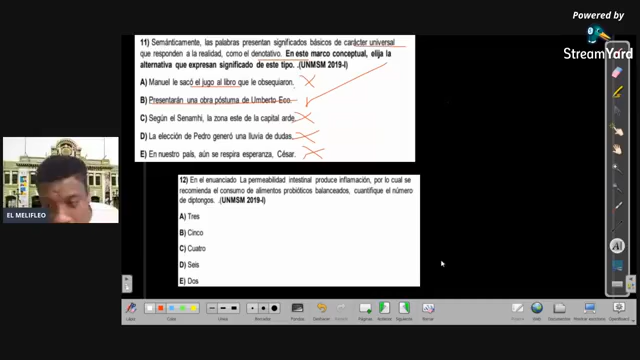 Powered by
StreamYard
11) Semánticamente, las palabras presentan significados básicos de carácter universal
que responden a la realidad, como el denotativo. En este marco conceptual, elija la
alternativa que expresan significado de este tipo. .(UNMSM 2019-I)
A) Manuel le sacó el jugo al libro que le obsequiaron.
B) Presentarán una obra póstuma de Umberto Eco.
C) Según el Senamhi, la zona este de la capital arde.
D) La elección de Pedro generó una lluvia de dudas.
E) En nuestro país, aún se respira esperanza, César.
12) En el enuanciado La permeabilidad intestinal produce inflamación, por lo cual se
recomienda el consumo de alimentos probióticos balanceados, cuantifique el número
de diptongos. .(UNMSM 2019-I)
A) Tres
B) Cinco
C) Cuatro
D) Seis
E) Dos
EL MELIFLEO